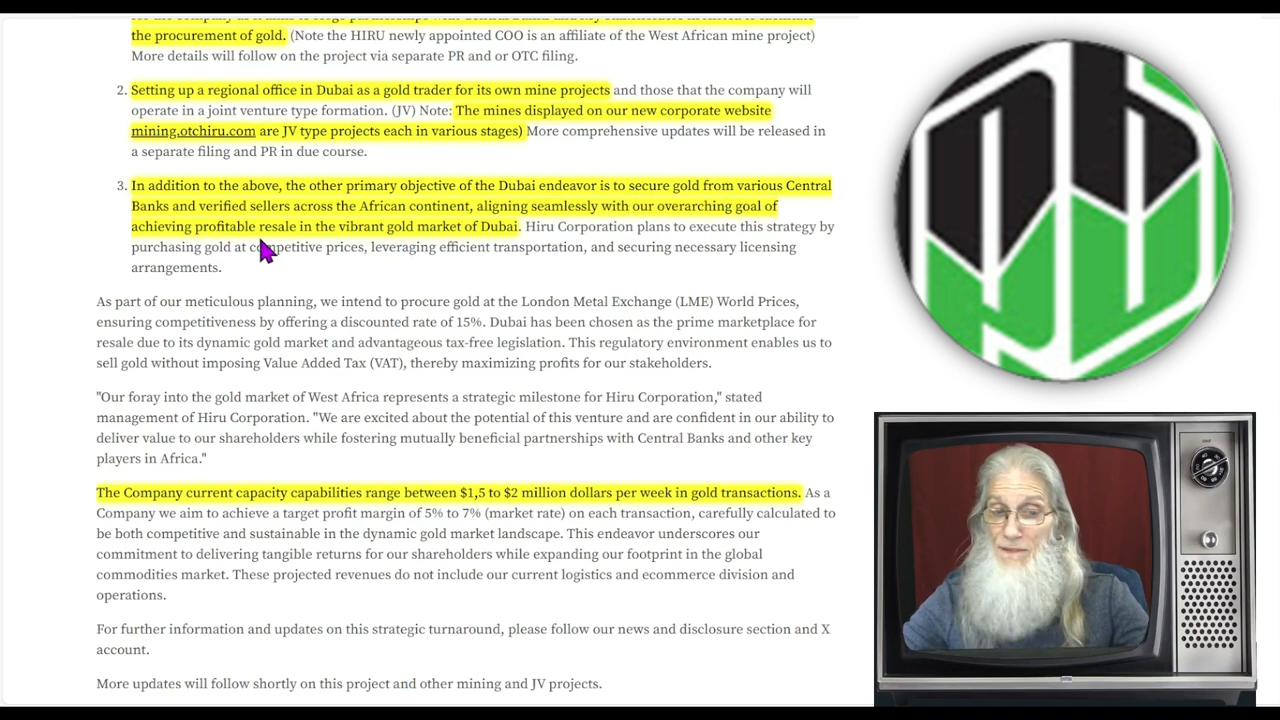 the procurement of gold. (Note the HIRU newly appointed COO is an affiliate of the West African mine project)
More details will follow on the project via separate PR and or OTC filing.
2. Setting up a regional office in Dubai as a gold trader for its own mine projects and those that the company will
operate in a joint venture type formation. (JV) Note: The mines displayed on our new corporate website
mining.otchiru.com are JV type projects each in various stages) More comprehensive updates will be released in
a separate filing and PR in due course.
3. In addition to the above, the other primary objective of the Dubai endeavor is to secure gold from various Central
Banks and verified sellers across the African continent, aligning seamlessly with our overarching goal of
achieving profitable resale in the vibrant gold market of Dubai. Hiru Corporation plans to execute this strategy by
purchasing gold at competitive prices, leveraging efficient transportation, and securing necessary licensing
arrangements.
As part of our meticulous planning, we intend to procure gold at the London Metal Exchange (LME) World Prices,
ensuring competitiveness by offering a discounted rate of 15%. Dubai has been chosen as the prime marketplace for
resale due to its dynamic gold market and advantageous tax-free legislation. This regulatory environment enables us to
sell gold without imposing Value Added Tax (VAT), thereby maximizing profits for our stakeholders.
"Our foray into the gold market of West Africa represents a strategic milestone for Hiru Corporation," stated
management of Hiru Corporation. "We are excited about the potential of this venture and are confident in our ability to
deliver value to our shareholders while fostering mutually beneficial partnerships with Central Banks and other key
players in Africa."
The Company current capacity capabilities range between $1,5 to $2 million dollars per week in gold transactions. As a
Company we aim to achieve a target profit margin of 5% to 7% (market rate) on each transaction, carefully calculated to
be both competitive and sustainable in the dynamic gold market landscape. This endeavor underscores our
commitment to delivering tangible returns for our shareholders while expanding our footprint in the global
commodities market. These projected revenues do not include our current logistics and ecommerce division and
operations.
For further information and updates on this strategic turnaround, please follow our news and disclosure section and X
account.
More updates will follow shortly on this project and other mining and JV projects.